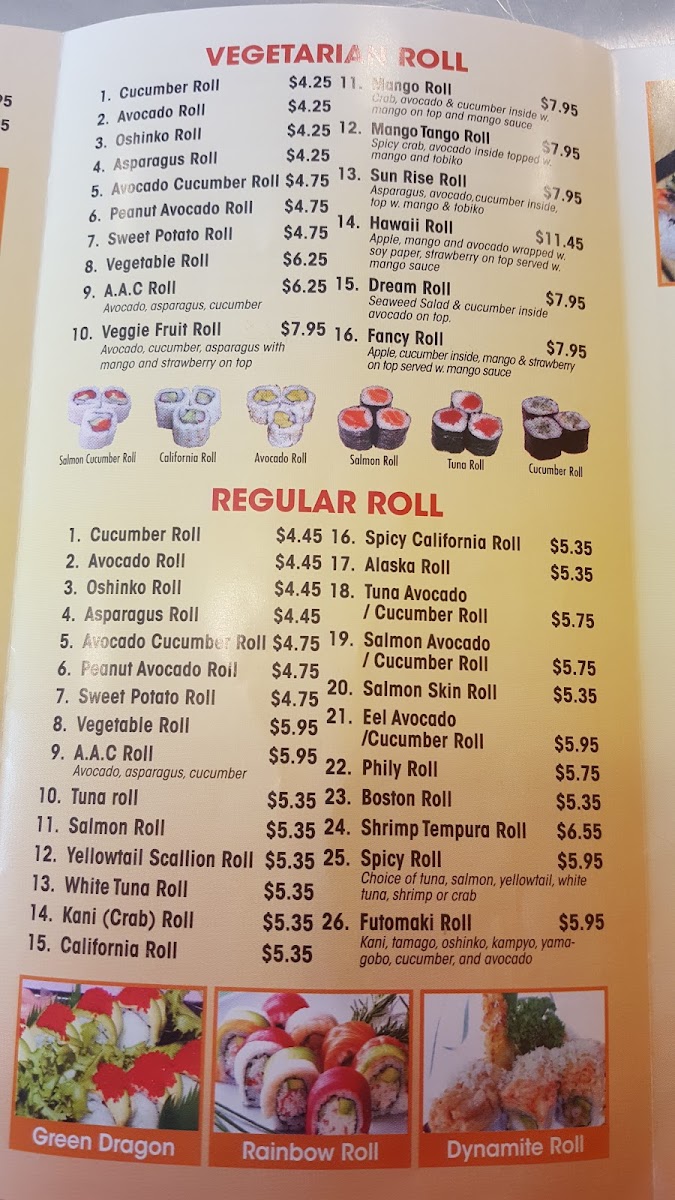 95
5
VEGETARIAN ROLL
1. Cucumber Roll $4.25
2. Avocado Roll $4.25
3. Oshinko Roll $4.25
4. Asparagus Roll $4.25
5. Avocado Cucumber Roll $4.75
6. Peanut Avocado Roll $4.75
7. Sweet Potato Roll $4.75
8. Vegetable Roll $6.25
9. A.A.C Roll $6.25
Avocado, asparagus, cucumber
10. Veggie Fruit Roll $7.95
Avocado, cucumber, asparagus with
mango and strawberry on top
11. Mango Roll $7.95
Crab, avocado & cucumber inside w.
mango on top and mango sauce
12. Mango Tango Roll $7.95
Spicy crab, avocado inside topped w.
mango and tobiko
13. Sun Rise Roll $7.95
Asparagus, avocado,cucumber inside,
top w. mango & tobiko
14. Hawaii Roll $11.45
Apple, mango and avocado wrapped w.
soy paper, strawberry on top served w.
mango sauce
15. Dream Roll $7.95
Seaweed Salad & cucumber inside
avocado on top.
16. Fancy Roll $7.95
Apple, cucumber inside, mango & strawberry
on top served w. mango sauce
Salmon Cucumber Roll
California Roll
Avocado Roll
Salmon Roll
Tuna Roll
Cucumber Roll
REGULAR ROLL
1. Cucumber Roll $4.45
2. Avocado Roll $4.45
3. Oshinko Roll $4.45
4. Asparagus Roll $4.45
5. Avocado Cucumber Roll $4.75
6. Peanut Avocado Roll $4.75
7. Sweet Potato Roll $4.75
8. Vegetable Roll $5.95
9. A.A.C Roll $5.95
Avocado, asparagus, cucumber
10. Tuna roll $5.35
11. Salmon Roll $5.35
12. Yellowtail Scallion Roll $5.35
13. White Tuna Roll $5.35
14. Kani (Crab) Roll $5.35
15. California Roll $5.35
16. Spicy California Roll $5.35
17. Alaska Roll $5.35
18. Tuna Avocado
/ Cucumber Roll $5.75
19. Salmon Avocado
/ Cucumber Roll $5.75
20. Salmon Skin Roll $5.35
21. Eel Avocado
/Cucumber Roll $5.95
22. Phily Roll $5.75
23. Boston Roll $5.35
24. Shrimp Tempura Roll $6.55
25. Spicy Roll $5.95
Choice of tuna, salmon, yellowtail, white
tuna, shrimp or crab
26. Futomaki Roll $5.95
Kani, tamago, oshinko, kampyo, yama-
gobo, cucumber, and avocado
Green Dragon
Rainbow Roll
Dynamite Roll